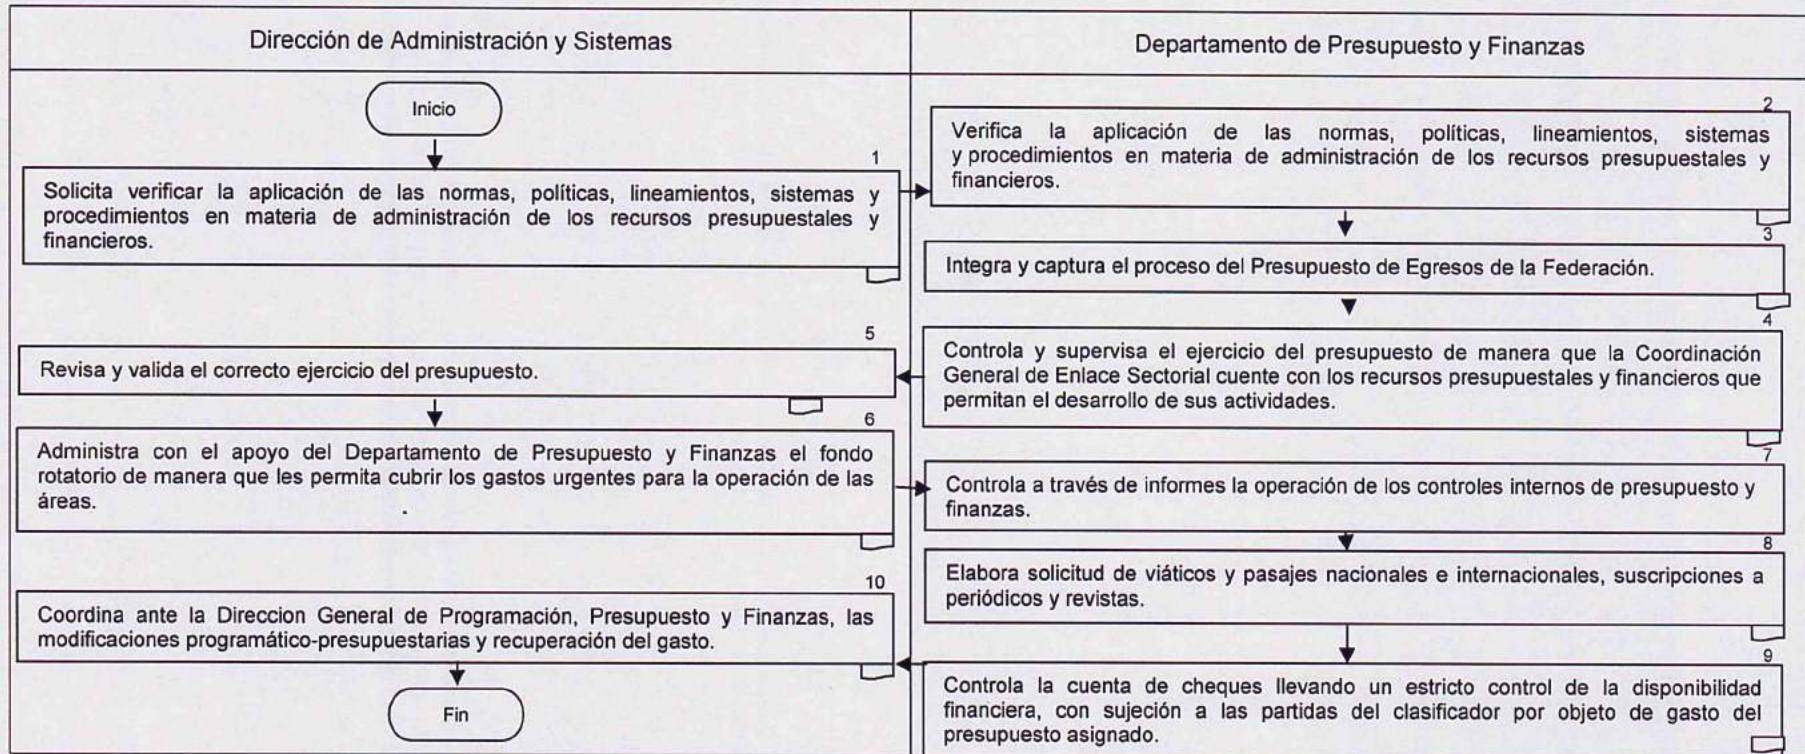 Dirección de Administración y Sistemas
Departamento de Presupuesto y Finanzas
Inicio
1
Solicita verificar la aplicación de las normas, políticas, lineamientos, sistemas y
procedimientos en materia de administración de los recursos presupuestales y
financieros.
2
Verifica la aplicación de las normas, políticas, lineamientos, sistemas
y procedimientos en materia de administración de los recursos presupuestales y
financieros.
3
Integra y captura el proceso del Presupuesto de Egresos de la Federación.
4
Controla y supervisa el ejercicio del presupuesto de manera que la Coordinación
General de Enlace Sectorial cuente con los recursos presupuestales y financieros que
permitan el desarrollo de sus actividades.
5
Revisa y valida el correcto ejercicio del presupuesto.
6
Administra con el apoyo del Departamento de Presupuesto y Finanzas el fondo
rotatorio de manera que les permita cubrir los gastos urgentes para la operación de las
áreas.
7
Controla a través de informes la operación de los controles internos de presupuesto y
finanzas.
8
Elabora solicitud de viáticos y pasajes nacionales e internacionales, suscripciones a
periódicos y revistas.
9
Controla la cuenta de cheques llevando un estricto control de la disponibilidad
financiera, con sujeción a las partidas del clasificador por objeto de gasto del
presupuesto asignado.
10
Coordina ante la Direccion General de Programación, Presupuesto y Finanzas, las
modificaciones programático-presupuestarias y recuperación del gasto.
Fin